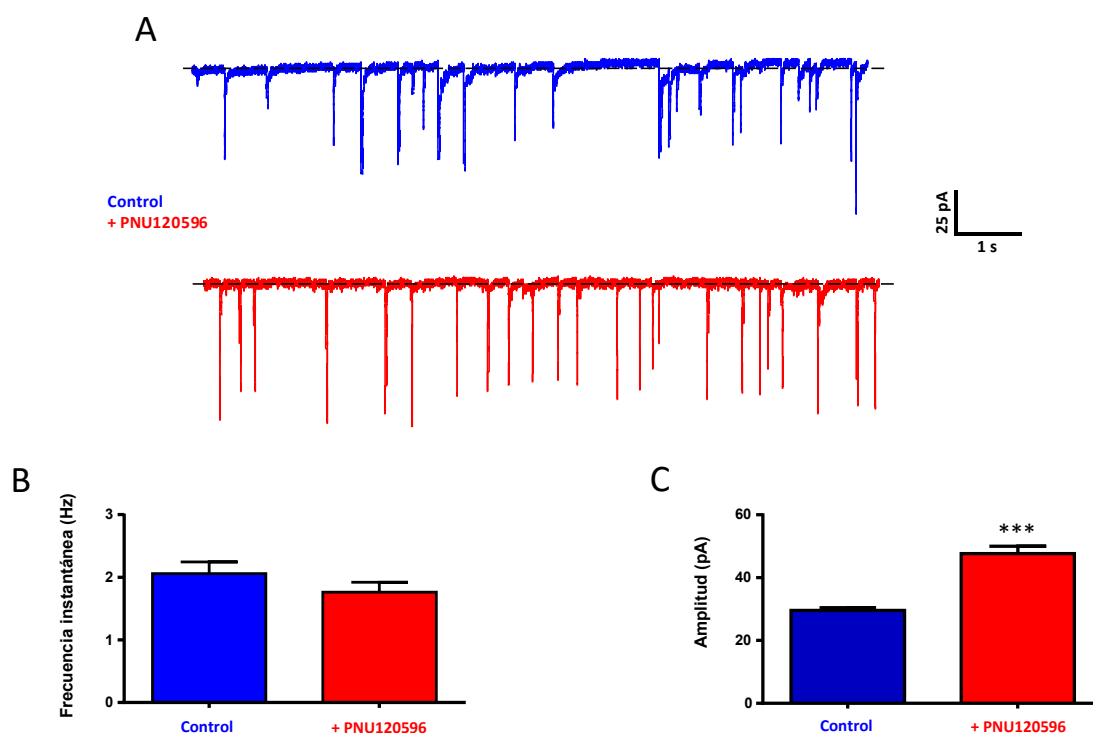 A
Control
+ PNU120596
25 pA
1 s
B
Frecuencia instantánea (Hz)
3
2
1
0
Control
+ PNU120596
C
Amplitud (pA)
60
40
20
0
***
Control
+ PNU120596